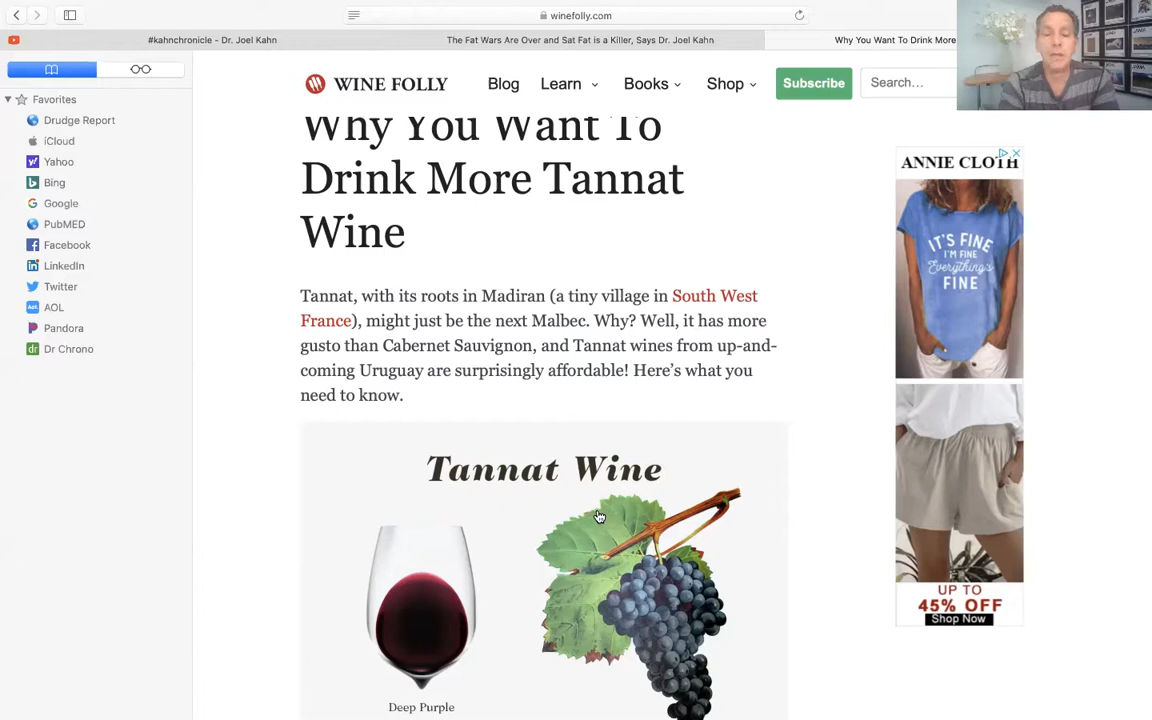 winefolly.com
#kahnchronicle - Dr. Joel Kahn
The Fat Wars Are Over and Sat Fat is a Killer, Says Dr. Joel Kahn
Why You Want To Drink More
Favorites
Drudge Report
iCloud
Yahoo
Bing
Google
PubMED
Facebook
LinkedIn
Twitter
AOL
Pandora
Dr Chrono
WINE FOLLY
Blog
Learn
Books
Shop
Subscribe
Search...
Why You Want To
Drink More Tannat
Wine
Tannat, with its roots in Madiran (a tiny village in South West
France), might just be the next Malbec. Why? Well, it has more
gusto than Cabernet Sauvignon, and Tannat wines from up-and-
coming Uruguay are surprisingly affordable! Here's what you
need to know.
Tannat Wine
Deep Purple
ANNIE CLOTH
IT'S FINE
I'M FINE
Everything's
FINE
UP TO
45% OFF
Shop Now